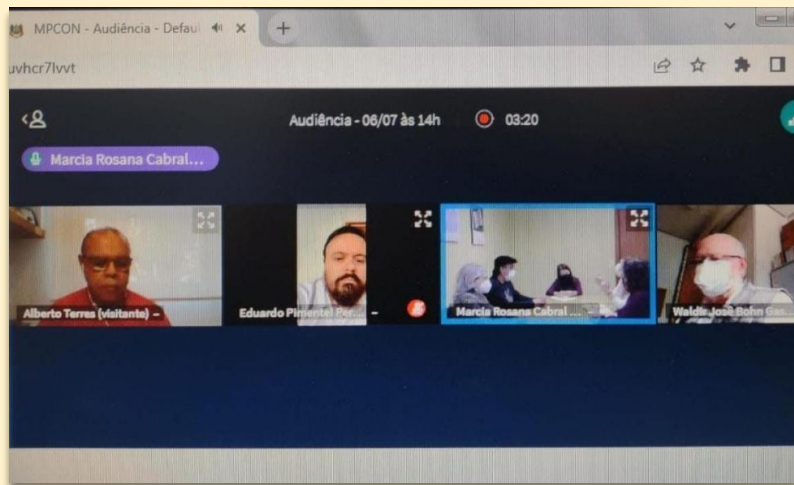 MPCON - Audiência - Defaul
uvhcr7lvvt
Audiência - 06/07 às 14h 03:20
Marcia Rosana Cabral...
Alberto Terres (visitante)
Eduardo Pimentel Per...
Marcia Rosana Cabral ...
Waldir José Bohn Gas...